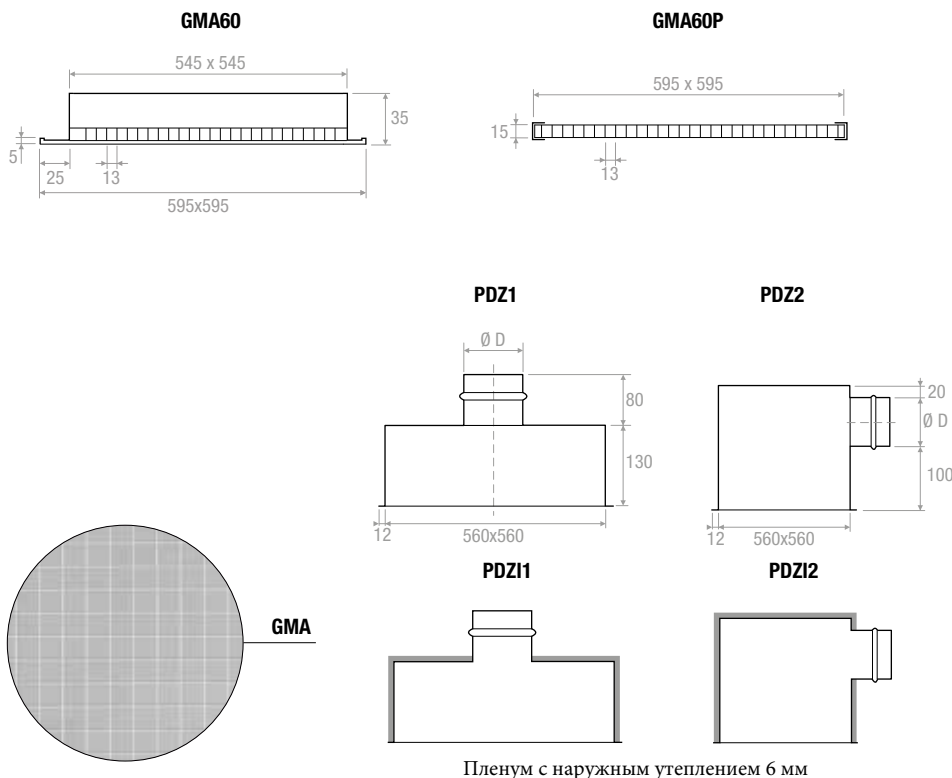 GMA60
GMA60P
545 x 545
35
5
25
13
595x595
595 x 595
15
13
PDZ1
PDZ2
Ø D
80
130
12
560x560
20
Ø D
100
12
560x560
GMA
PDZI1
PDZI2
Пленум с наружным утеплением 6 мм